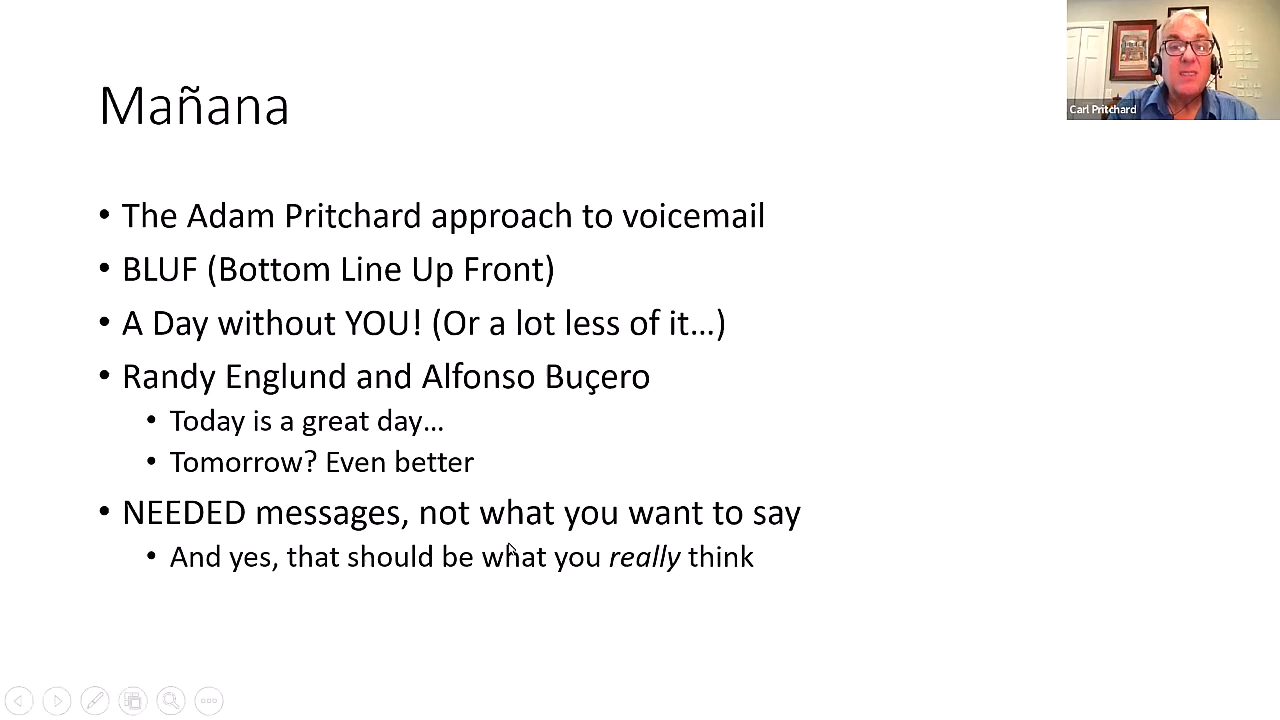 Mañana
Carl Pritchard
• The Adam Pritchard approach to voicemail
• BLUF (Bottom Line Up Front)
• A Day without YOU! (Or a lot less of it…)
• Randy Englund and Alfonso Buçero
• Today is a great day…
• Tomorrow? Even better
• NEEDED messages, not what you want to say
• And yes, that should be what you really think